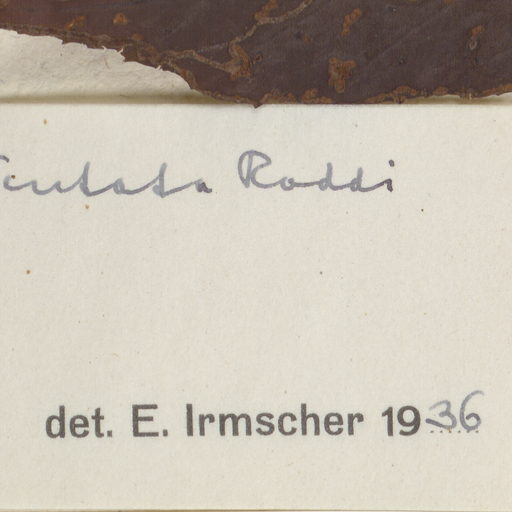 Raddi
det. E. Irmscher 1936